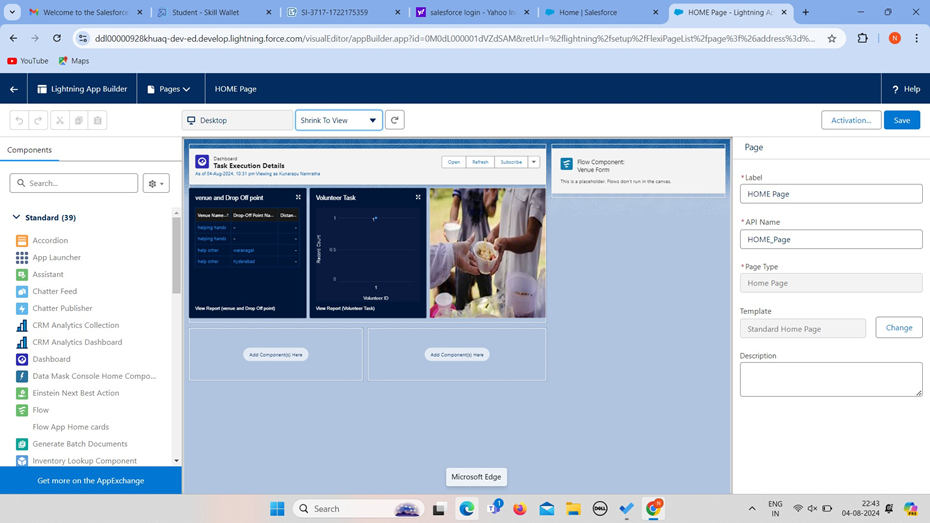 Welcome to the Salesforce
Student - Skill Wallet
SI-3717-1722175359
salesforce login - Yahoo In
Home | Salesforce
HOME Page - Lightning Ap
ddl0000928khuaq-dev-ed.develop.lightning.force.com/visualEditor/appBuilder.app?id=0M0DL000001dVZdSAM&retUrl=%2flightning%2fsetup%2fFlexiPageList%2fpage%3f%26address%3d%...
N
YouTube
Maps
Lightning App Builder
Pages
HOME Page
? Help
Desktop
Shrink To View
Activation...
Save
Components
Search...
Standard (39)
Accordion
App Launcher
Assistant
Chatter Feed
Chatter Publisher
CRM Analytics Collection
CRM Analytics Dashboard
Dashboard
Data Mask Console Home Compo...
Einstein Next Best Action
Flow
Flow App Home cards
Generate Batch Documents
Inventory Lookup Component
Get more on the AppExchange
Dashboard
Task Execution Details
As of 04-Aug-2024, 10:31 pm Viewing as Kunarapu Namratha
Open
Refresh
Subscribe
venue and Drop Off point
Venue Name...↑ Drop-Off Point Na... Distan...
helping hands - -
helping hands - -
help other warangal -
help other hyderabad -
View Report (venue and Drop Off point)
Volunteer Task
Record Count
1
0.5
0
1
Volunteer ID
View Report (Volunteer Task)
Add Component(s) Here
Add Component(s) Here
Flow Component:
Venue Form
This is a placeholder. Flows don't run in the canvas.
Page
*Label
HOME Page
*API Name
HOME_Page
*Page Type
Home Page
Template
Standard Home Page
Change
Description
Microsoft Edge
Search
1
DELL
N
ENG
IN
22:43
04-08-2024